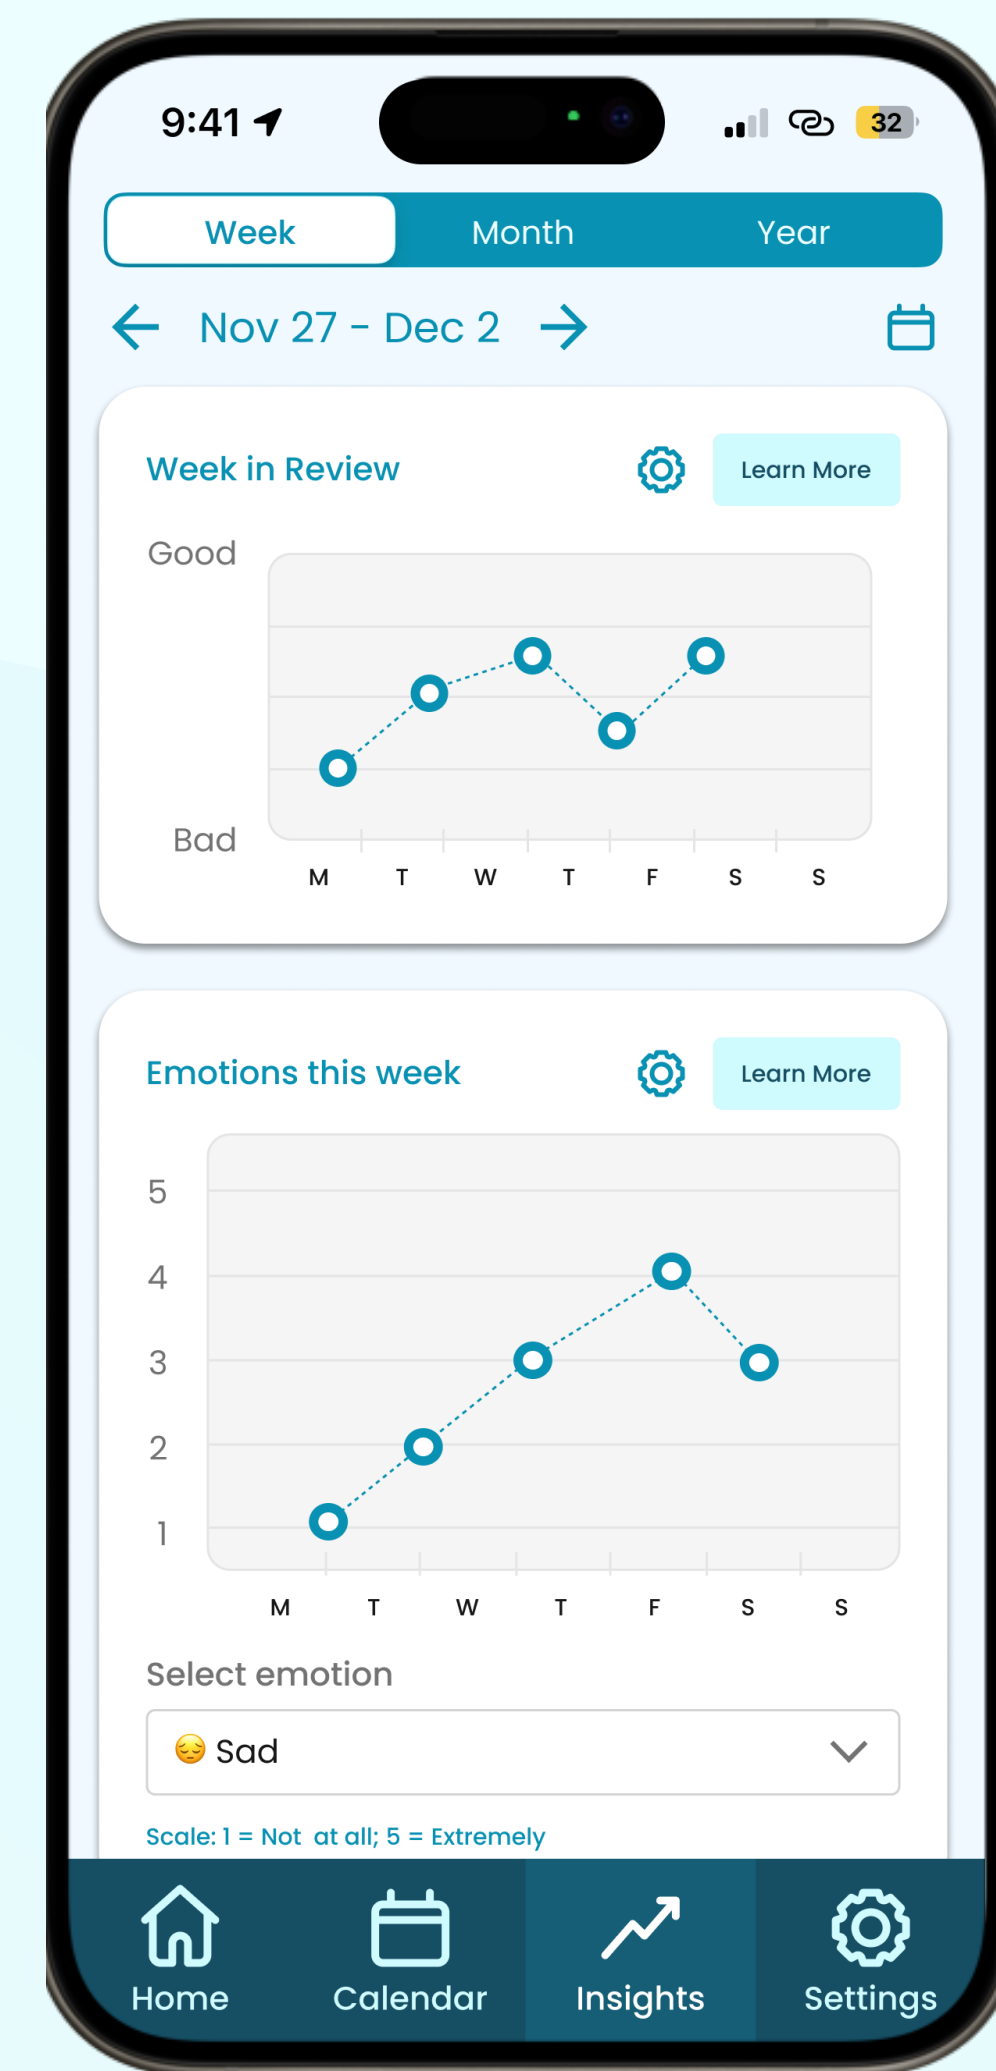 9:41
32
Week Month Year
Nov 27 - Dec 2
Week in Review
Learn More
Good
Bad
M T W T F S S
Emotions this week
Learn More
5
4
3
2
1
M T W T F S S
Select emotion
😔 Sad
Scale: 1 = Not  at all; 5 = Extremely
Home Calendar Insights Settings